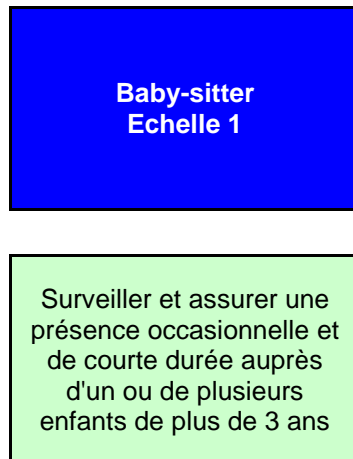 Baby-sitter
Echelle 1
Surveiller et assurer une
présence occasionnelle et
de courte durée auprès
d'un ou de plusieurs
enfants de plus de 3 ans